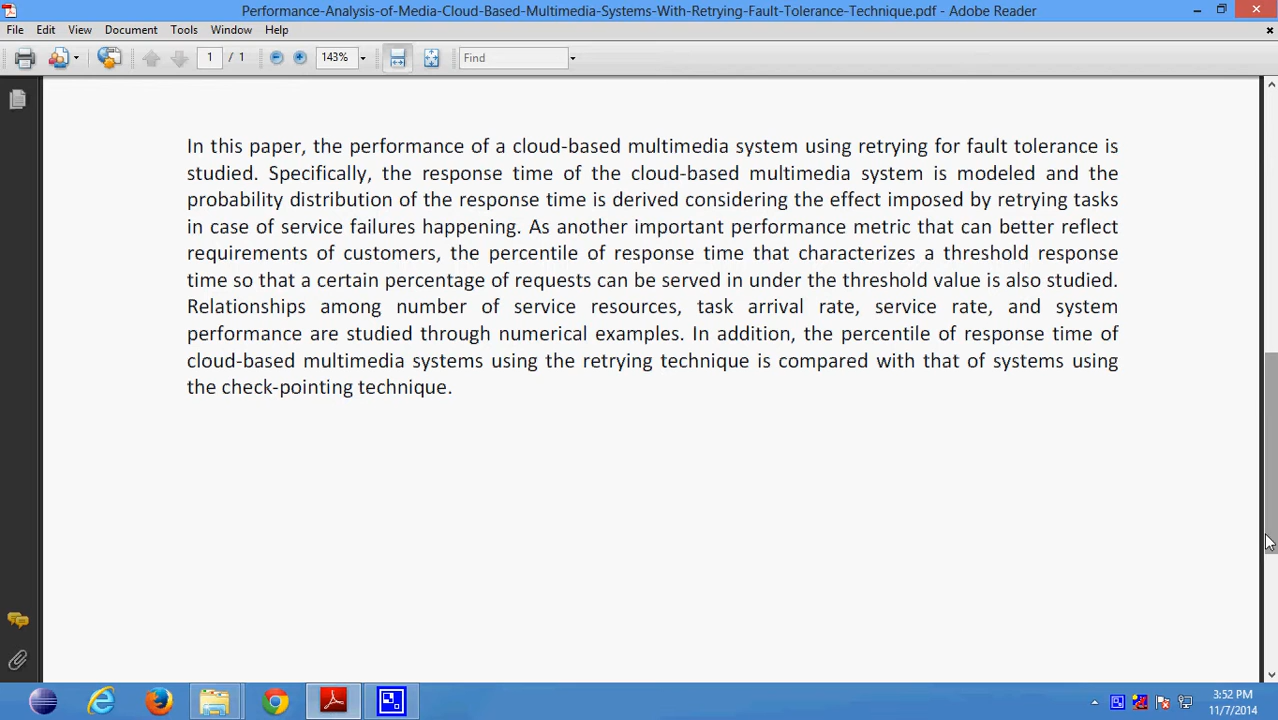 Performance-Analysis-of-Media-Cloud-Based-Multimedia-Systems-With-Retrying-Fault-Tolerance-Technique.pdf - Adobe Reader
File Edit View Document Tools Window Help
1 / 1 143% Find
In this paper, the performance of a cloud-based multimedia system using retrying for fault tolerance is
studied. Specifically, the response time of the cloud-based multimedia system is modeled and the
probability distribution of the response time is derived considering the effect imposed by retrying tasks
in case of service failures happening. As another important performance metric that can better reflect
requirements of customers, the percentile of response time that characterizes a threshold response
time so that a certain percentage of requests can be served in under the threshold value is also studied.
Relationships among number of service resources, task arrival rate, service rate, and system
performance are studied through numerical examples. In addition, the percentile of response time of
cloud-based multimedia systems using the retrying technique is compared with that of systems using
the check-pointing technique.
3:52 PM
11/7/2014